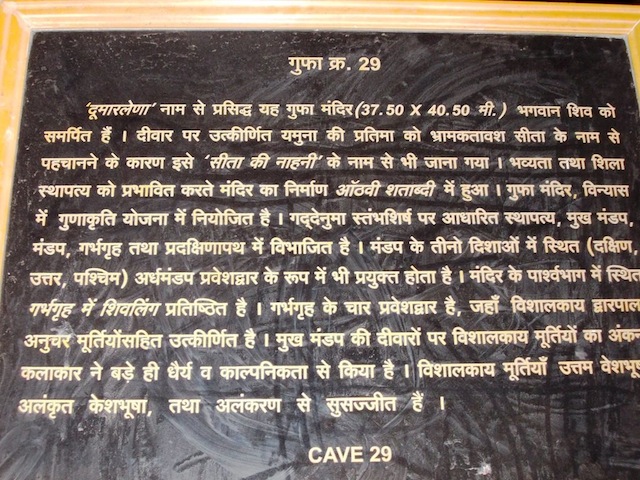 गुफा क्र. 29
'दूमारलेणा' नाम से प्रसिद्ध यह गुफा मंदिर (37.50 X 40.50 मी.) भगवान शिव को
समर्पित हैं । दीवार पर उत्कीर्णित यमुना की प्रतिमा को भ्रामकतावश सीता के नाम से
पहचानने के कारण इसे 'सीता की नाहनी' के नाम से भी जाना गया । भव्यता तथा शिला
स्थापत्य को प्रभावित करते मंदिर का निर्माण ऑठवी शताब्दी में हुआ । गुफा मंदिर, विन्यास
में गुणाकृति योजना में नियोजित है । गद्देनुमा स्तंभशिर्ष पर आधारित स्थापत्य, मुख मंडप,
मंडप, गर्भगृह तथा प्रदक्षिणापथ में विभाजित है । मंडप के तीनो दिशाओं में स्थित (दक्षिण,
उत्तर, पश्चिम) अर्धमंडप प्रवेशद्वार के रूप में भी प्रयुक्त होता है । मंदिर के पार्श्वभाग में स्थित
गर्भगृह में शिवलिंग प्रतिष्ठित है । गर्भगृह के चार प्रवेशद्वार है, जहाँ विशालकाय द्वारपाल
अनुचर मूर्तियोंसहित उत्कीर्णित है । मुख मंडप की दीवारों पर विशालकाय मूर्तियों का अंकन
कलाकार ने बड़े ही धैर्य व काल्पनिकता से किया है । विशालकाय मूर्तियाँ उत्तम
अलंकृत केशभूषा, तथा अलंकरण से सुसज्जीत हैं ।
CAVE 29